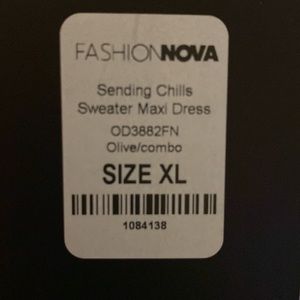 FASHIONNOVA
Sending Chills
Sweater Maxi Dress
OD3882FN
Olive/combo
SIZE XL
1084138